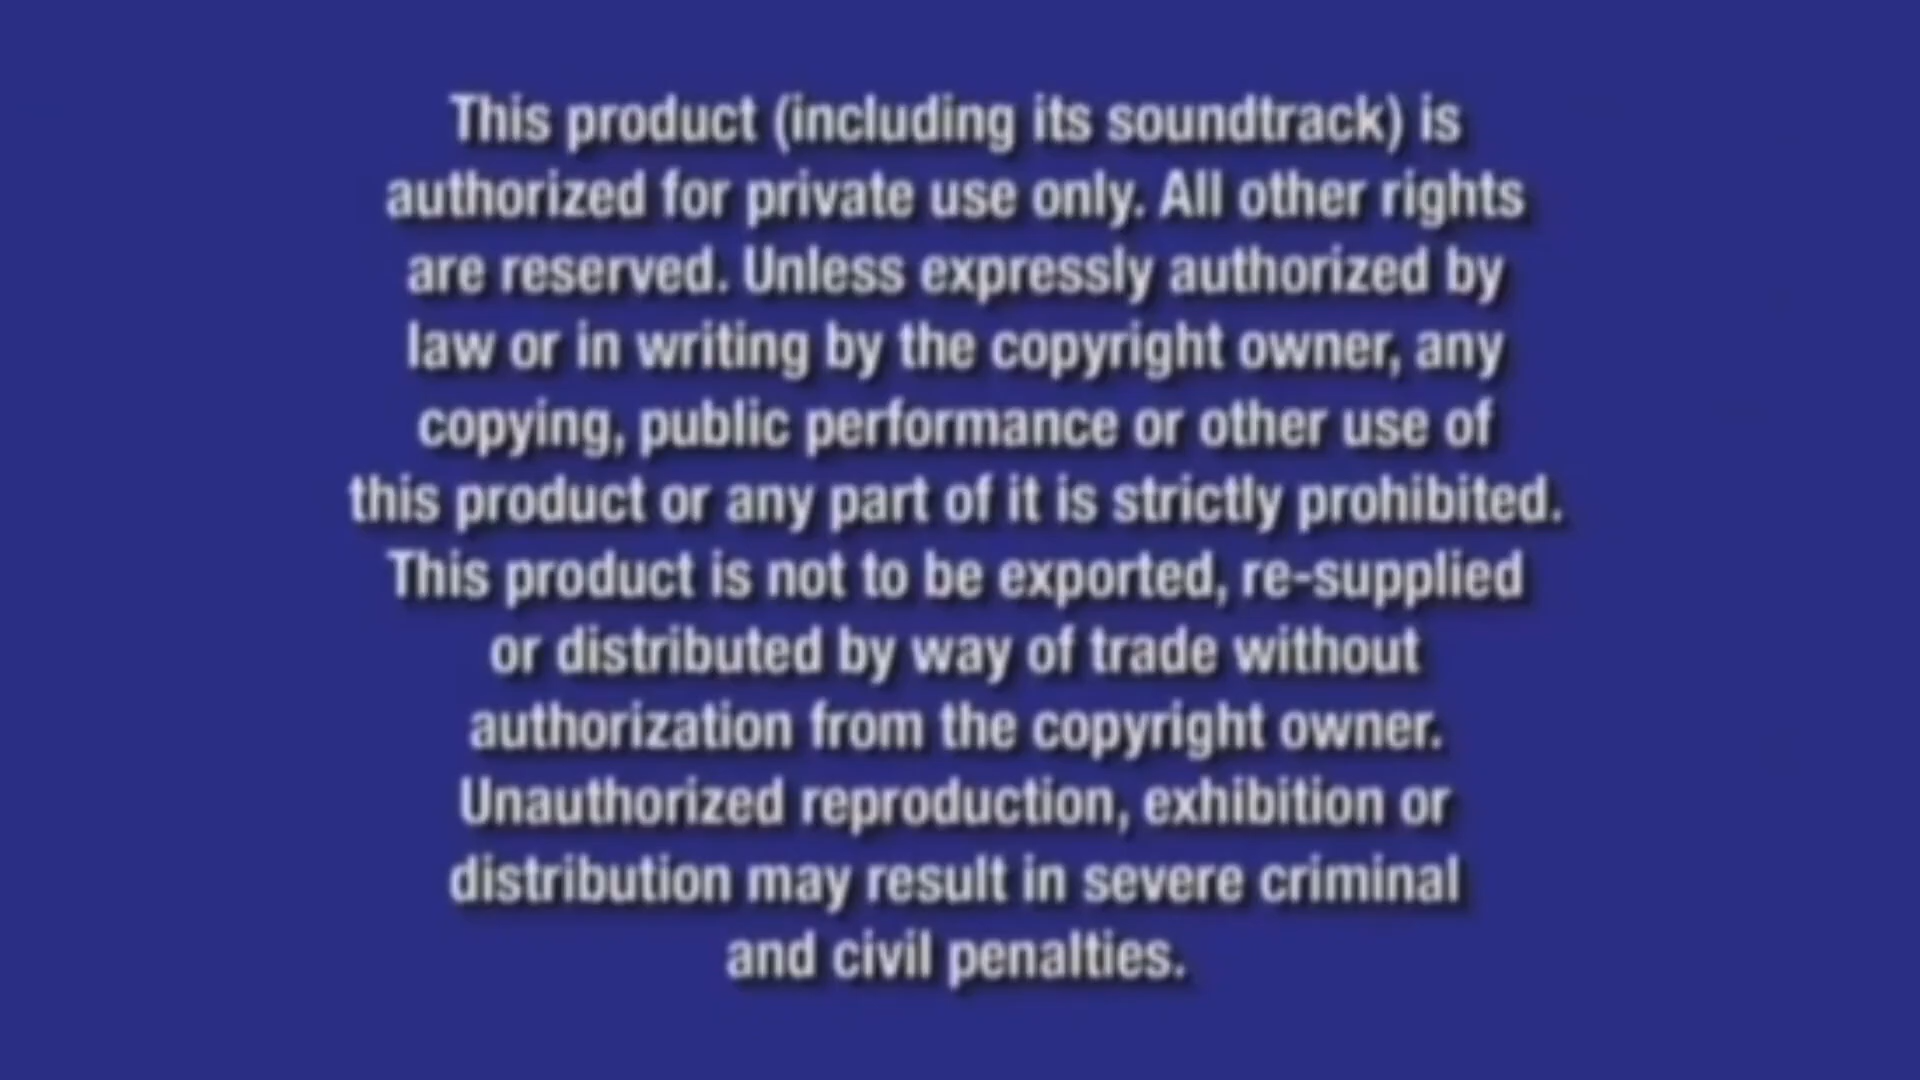 This product (including its soundtrack) is
authorized for private use only. All other rights
are reserved. Unless expressly authorized by
law or in writing by the copyright owner, any
copying, public performance or other use of
this product or any part of it is strictly prohibited.
This product is not to be exported, re-supplied
or distributed by way of trade without
authorization from the copyright owner.
Unauthorized reproduction, exhibition or
distribution may result in severe criminal
and civil penalties.